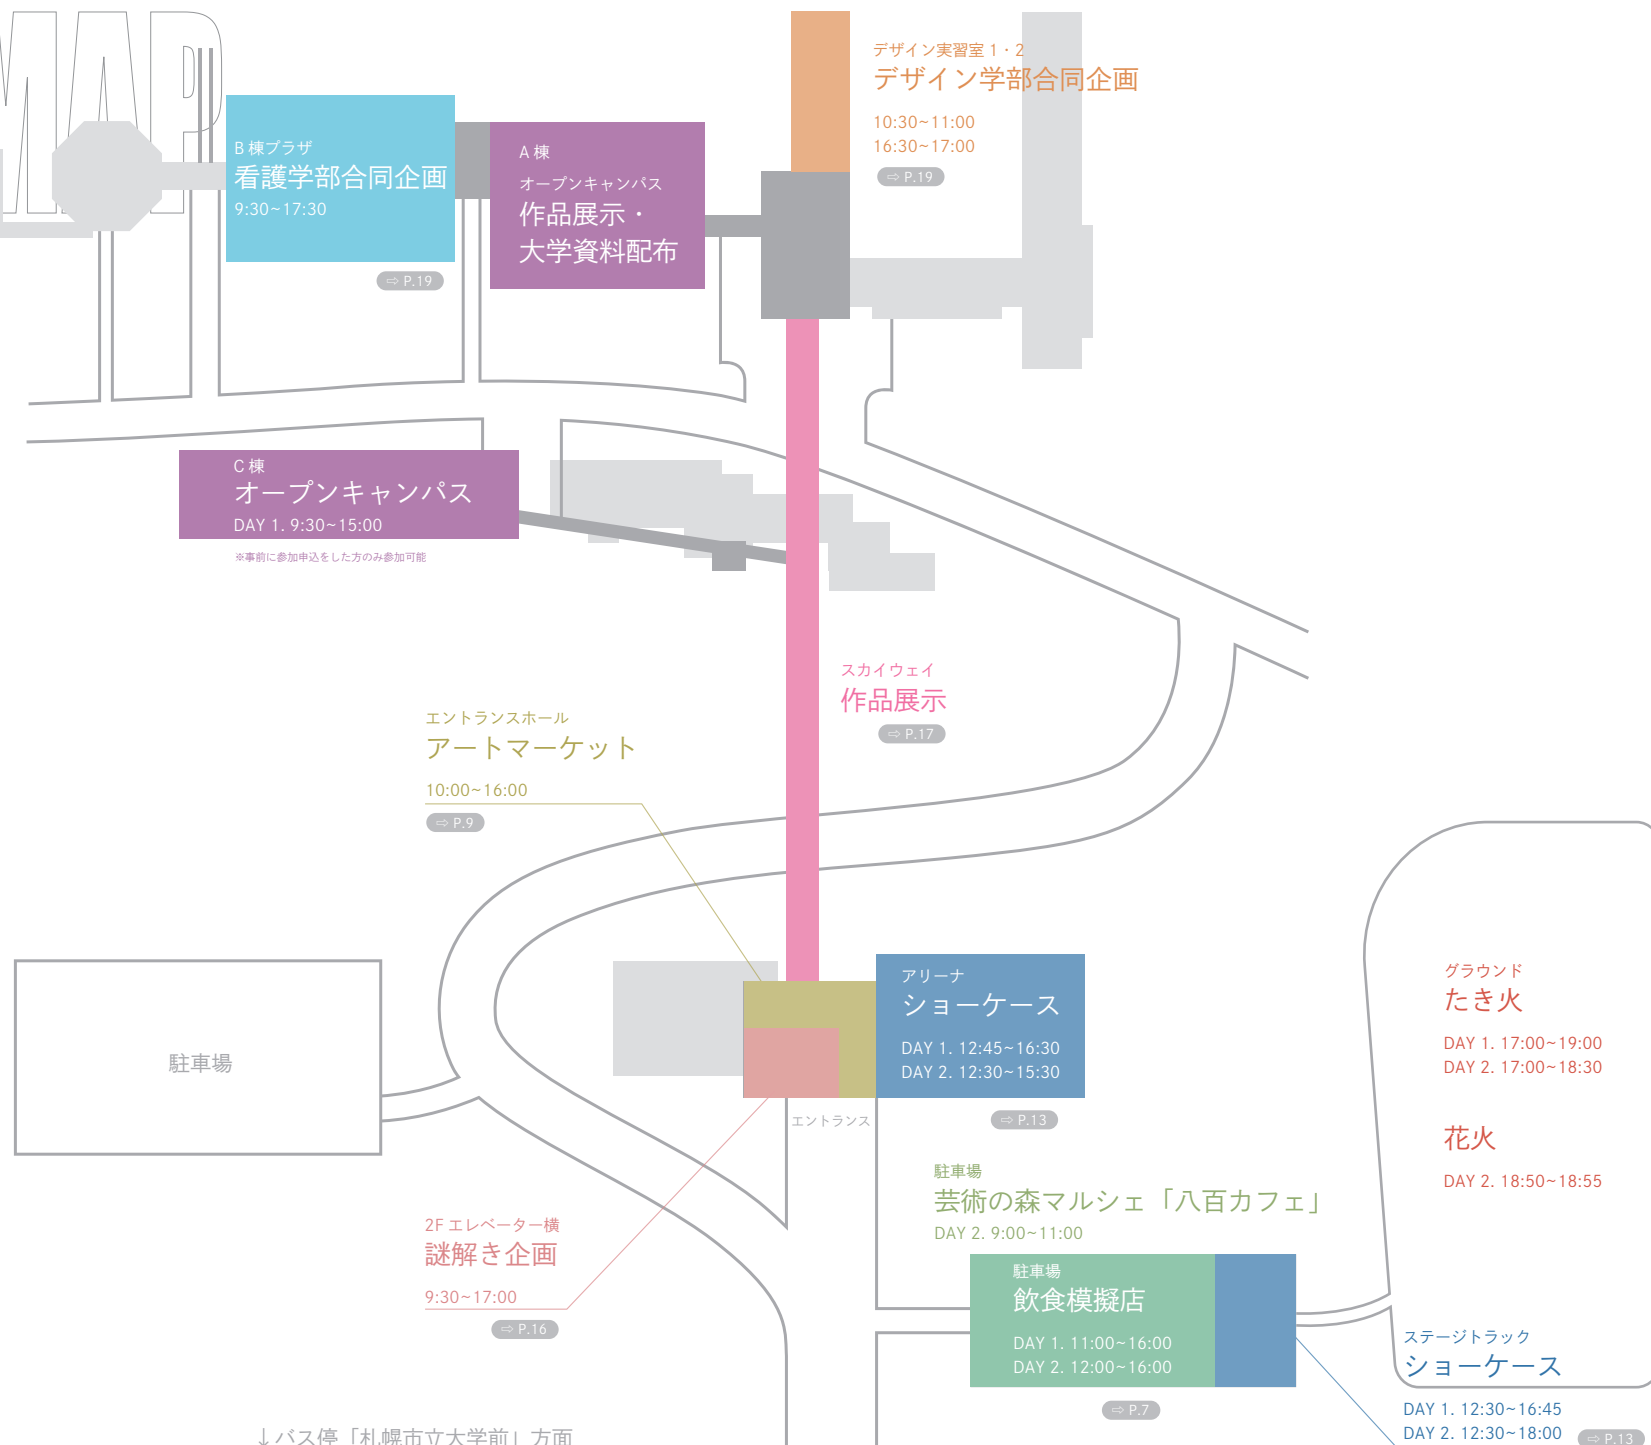 MAP
デザイン実習室 1・2
デザイン学部合同企画
10:30~11:00
16:30~17:00
⇨ P.19
B 棟プラザ
看護学部合同企画
9:30~17:30
⇨ P.19
A 棟
オープンキャンパス
作品展示・
大学資料配布
C 棟
オープンキャンパス
DAY 1. 9:30~15:00
※事前に参加申込をした方のみ参加可能
スカイウェイ
作品展示
⇨ P.17
エントランスホール
アートマーケット
10:00~16:00
⇨ P.9
駐車場
アリーナ
ショーケース
DAY 1. 12:45~16:30
DAY 2. 12:30~15:30
⇨ P.13
エントランス
グラウンド
たき火
DAY 1. 17:00~19:00
DAY 2. 17:00~18:30
花火
DAY 2. 18:50~18:55
駐車場
芸術の森マルシェ「八百カフェ」
DAY 2. 9:00~11:00
2F エレベーター横
謎解き企画
9:30~17:00
⇨ P.16
駐車場
飲食模擬店
DAY 1. 11:00~16:00
DAY 2. 12:00~16:00
⇨ P.7
ステージトラック
ショーケース
DAY 1. 12:30~16:45
DAY 2. 12:30~18:00
⇨ P.13
↓バス停「札幌市立大学前」方面